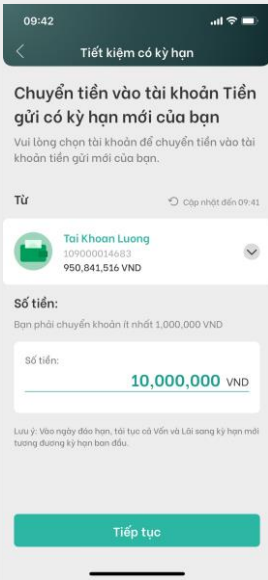 09:42
Tiết kiệm có kỳ hạn
Chuyển tiền vào tài khoản Tiền
gửi có kỳ hạn mới của bạn
Vui lòng chọn tài khoản để chuyển tiền vào tài
khoản tiền gửi mới của bạn.
Từ
Cập nhật đến 09:41
Tai Khoan Luong
109000014683
950,841,516 VND
Số tiền:
Bạn phải chuyển khoản ít nhất 1,000,000 VND
Số tiền:
10,000,000 VND
Lưu ý: Vào ngày đáo hạn, tái tục cả Vốn và Lãi sang kỳ hạn mới
tương đương kỳ hạn ban đầu.
Tiếp tục